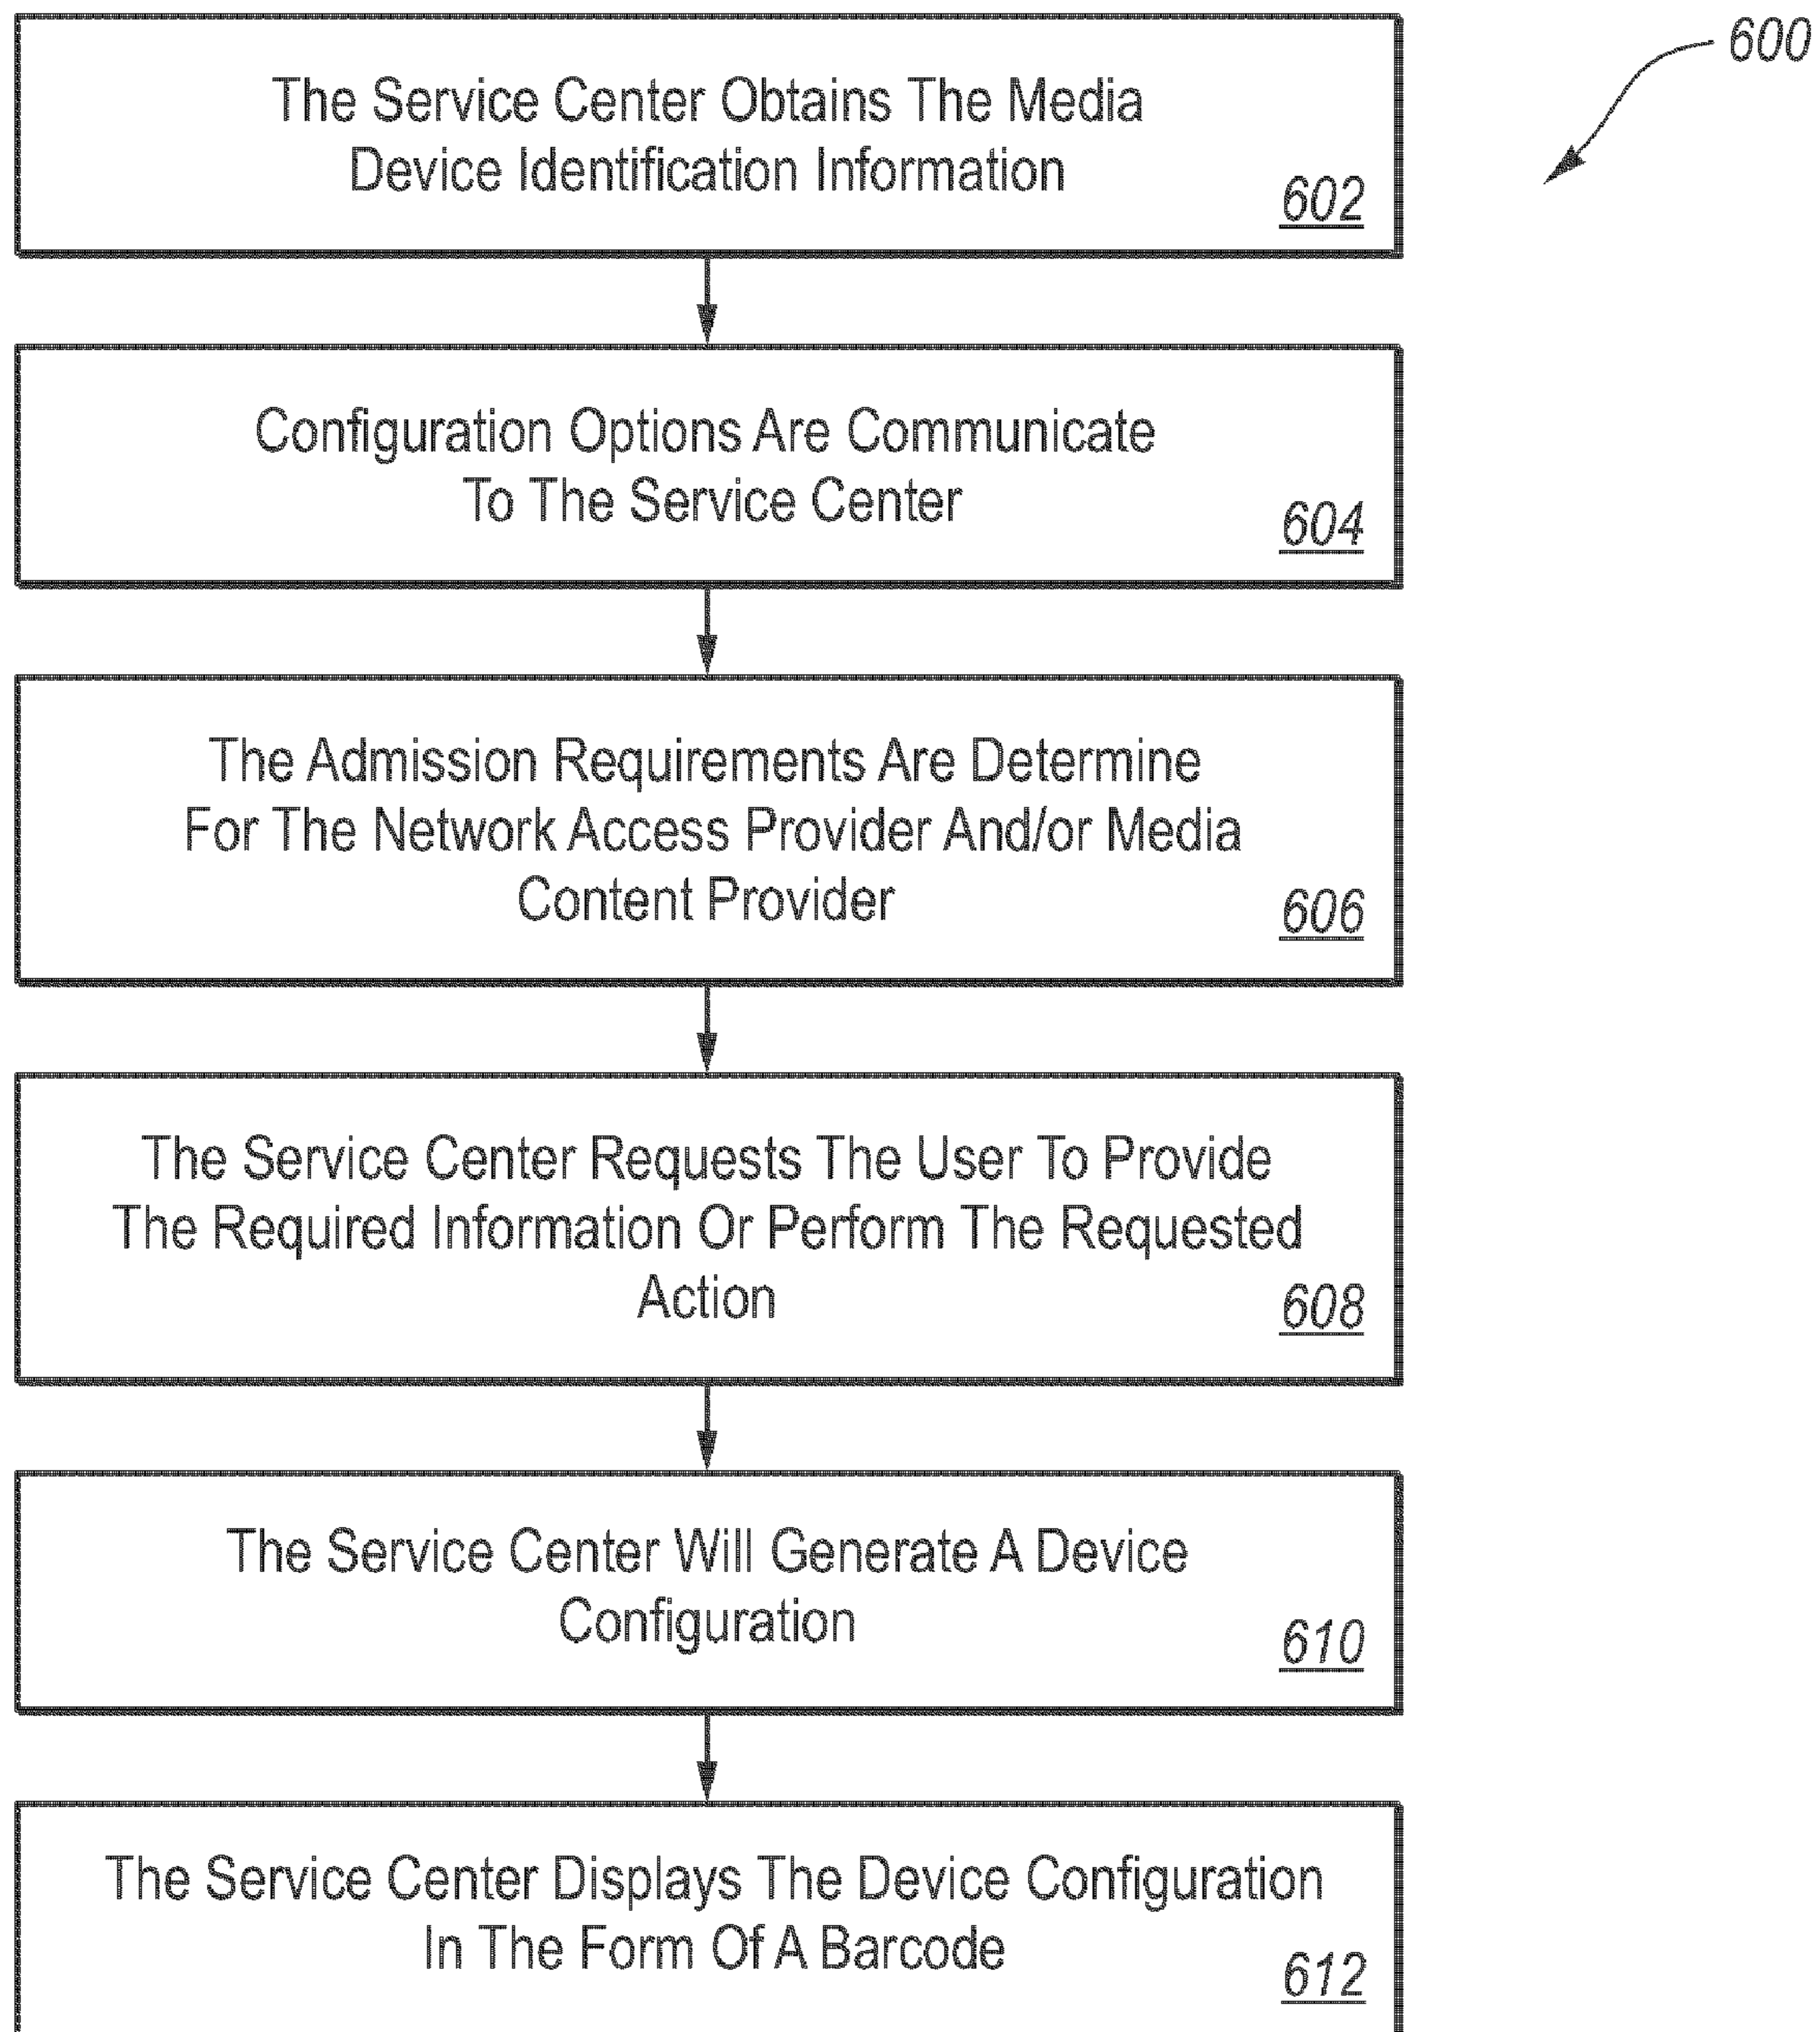 600
The Service Center Obtains The Media
Device Identification Information
602
Configuration Options Are Communicate
To The Service Center
604
The Admission Requirements Are Determine
For The Network Access Provider And/or Media
Content Provider
606
The Service Center Requests The User To Provide
The Required Information Or Perform The Requested
Action
608
The Service Center Will Generate A Device
Configuration
610
The Service Center Displays The Device Configuration
In The Form Of A Barcode
612